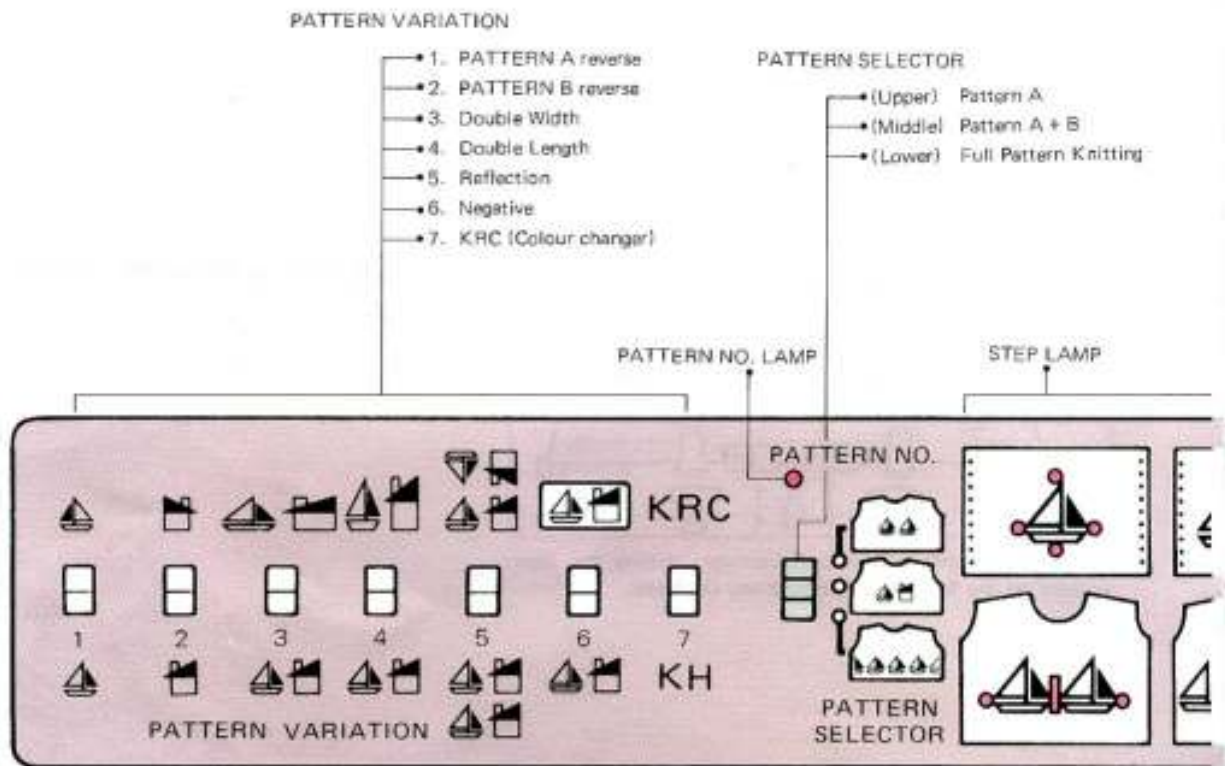 PATTERN VARIATION
1. PATTERN A reverse
2. PATTERN B reverse
3. Double Width
4. Double Length
5. Reflection
6. Negative
7. KRC (Colour changer)
PATTERN SELECTOR
(Upper) Pattern A
(Middle) Pattern A + B
(Lower) Full Pattern Knitting
PATTERN NO. LAMP
STEP LAMP
KRC
PATTERN NO.
1 2 3 4 5 6 7
KH
PATTERN VARIATION
PATTERN
SELECTOR